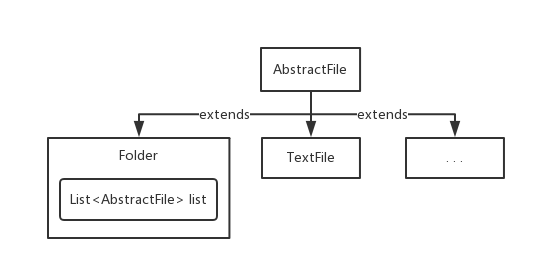 AbstractFile
extends
extends
Folder
TextFile
...
List<AbstractFile> list